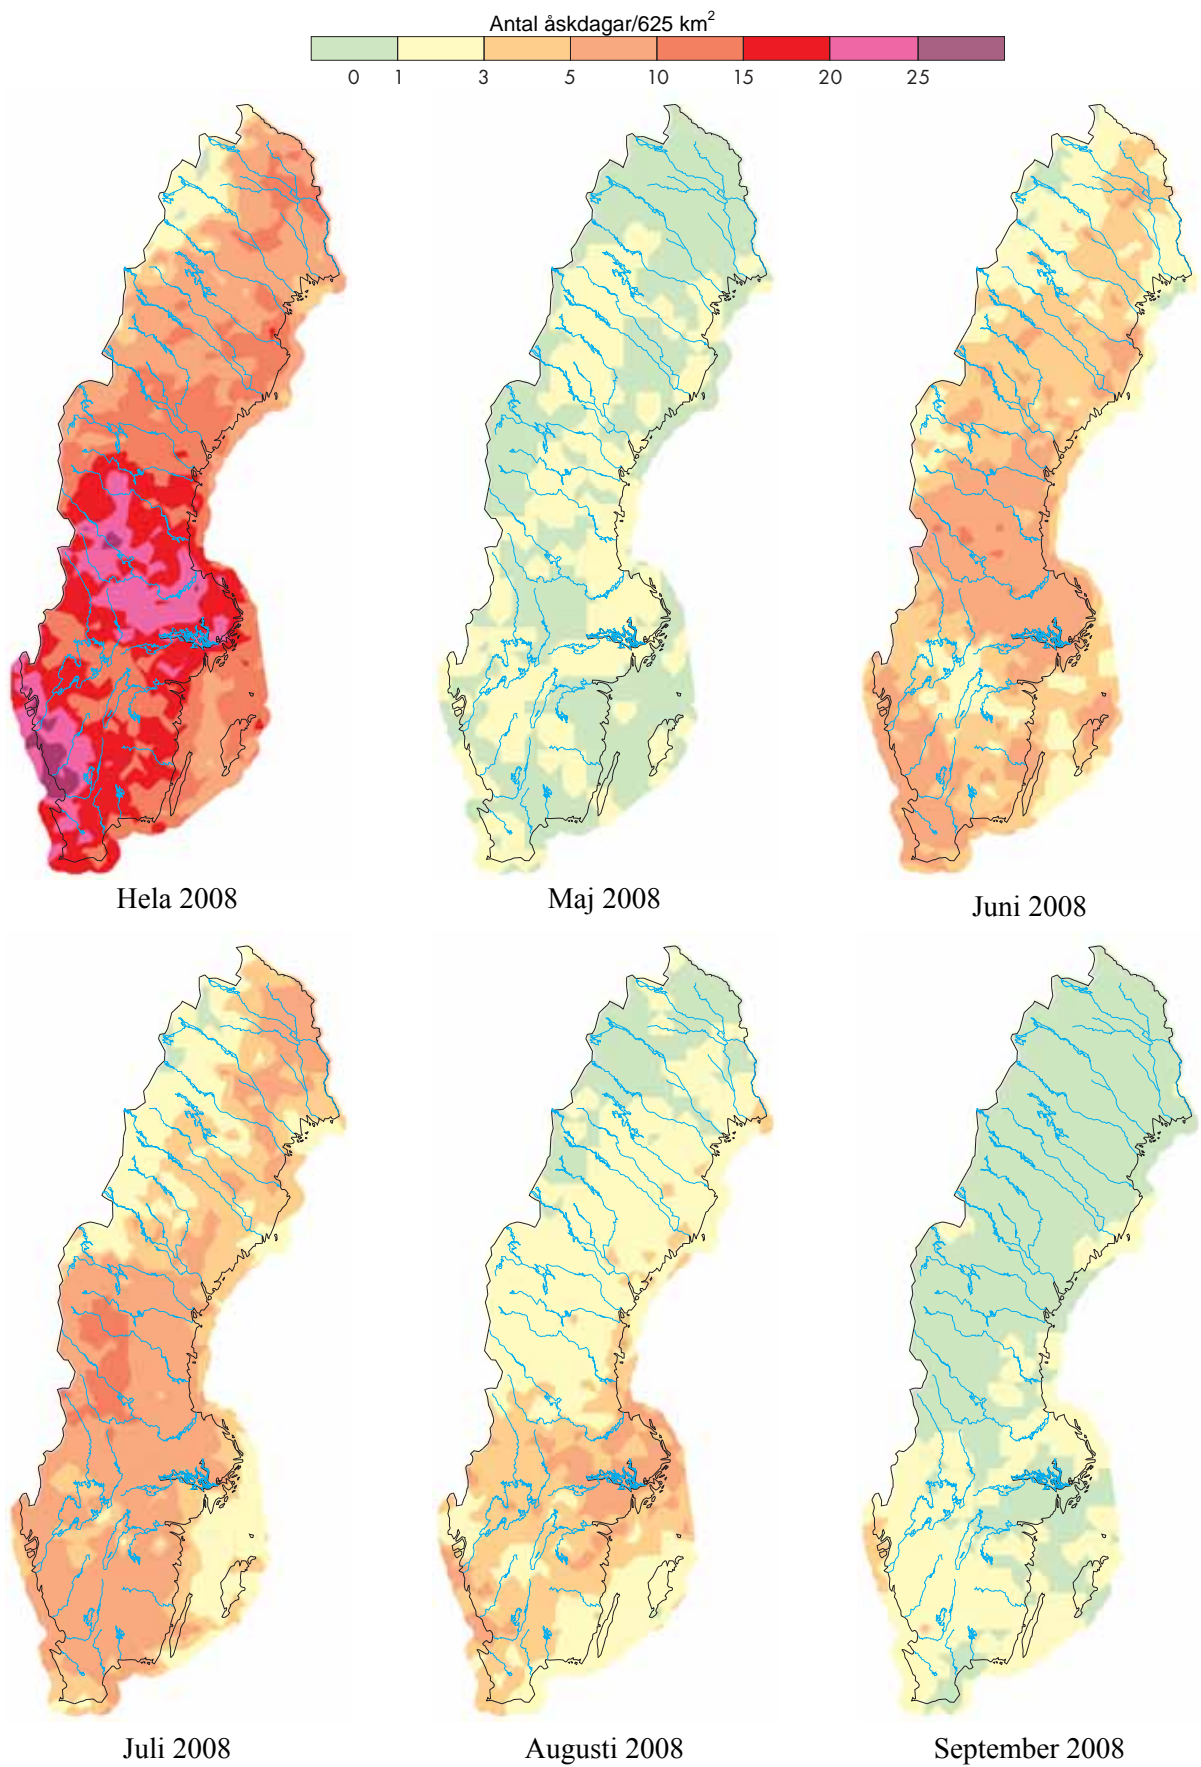 Antal åskdagar/625 km²
0 1 3 5 10 15 20 25
Hela 2008
Maj 2008
Juni 2008
Juli 2008
Augusti 2008
September 2008